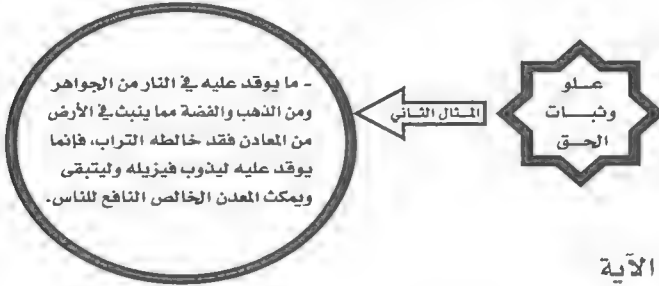 علو
وثبات
الحق
المثال الثاني
- ما يوقد عليه في النار من الجواهر
ومن الذهب والفضة مما ينبث في الأرض
من المعادن فقد خالطه التراب، فإنما
يوقد عليه ليذوب فيزيله وليتبقى
ويمكث المعدن الخالص النافع للناس.
الآية